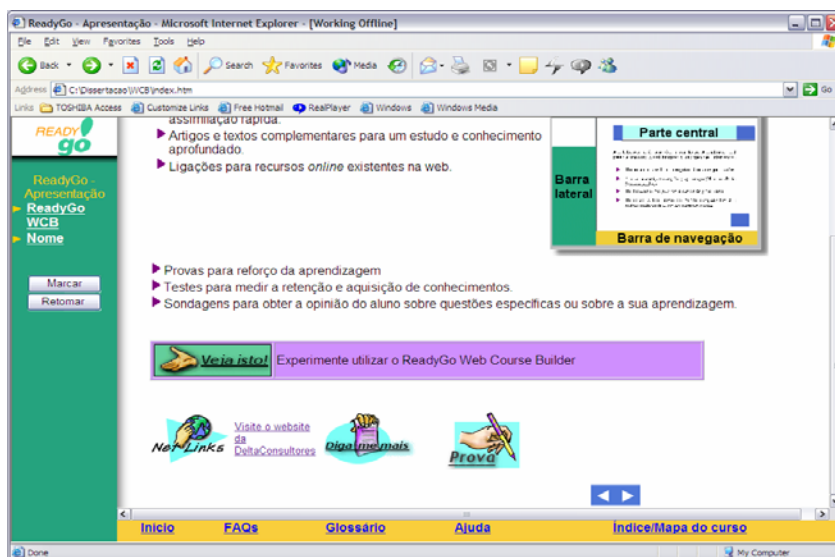 ReadyGo - Apresentação - Microsoft Internet Explorer - [Working Offline]
File Edit View Favorites Tools Help
Back Search Favorites Media
Address C:\Dissertacao\WCB\index.htm Go
Links TOSHIBA Access Customize Links Free Hotmail RealPlayer Windows Windows Media
READY
go
ReadyGo -
Apresentação
ReadyGo
WCB
Nome
Marcar
Retomar
assimilação rápida.
Artigos e textos complementares para um estudo e conhecimento
aprofundado.
Ligações para recursos online existentes na web.
Parte central
Barra
lateral
Barra de navegação
Provas para reforço da aprendizagem
Testes para medir a retenção e aquisição de conhecimentos.
Sondagens para obter a opinião do aluno sobre questões específicas ou sobre a sua aprendizagem.
Veja isto! Experimente utilizar o ReadyGo Web Course Builder
Net Links
Visite o website
da
DeltaConsultores
Diga me mais
Prova
Início FAQs Glossário Ajuda Índice/Mapa do curso
Done My Computer